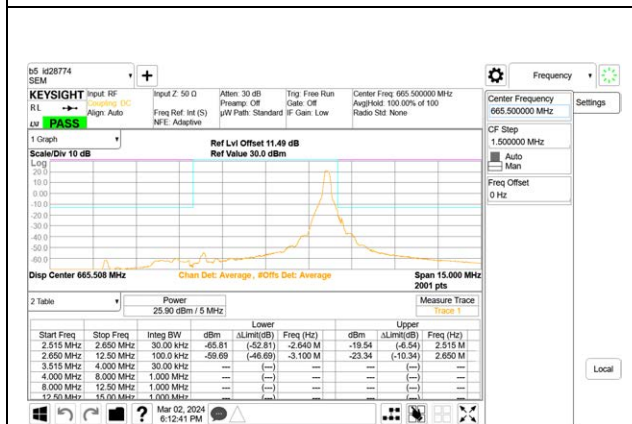 b5 id28774
SEM
Frequency
KEYSIGHT
Input: RF
Input Z: 50 Ω
Atten: 30 dB
Trig: Free Run
Center Freq: 665.500000 MHz
R L
Coupling: DC
Preamp: Off
Gate: Off
Avg|Hold: 100.00% of 100
Align: Auto
Freq Ref: Int (S)
µW Path: Standard
IF Gain: Low
Radio Std: None
LNI PASS
NFE: Adaptive
Center Frequency
665.500000 MHz
Settings
CF Step
1.500000 MHz
Auto
Man
Freq Offset
0 Hz
1 Graph
Ref Lvl Offset 11.49 dB
Scale/Div 10 dB
Ref Value 30.0 dBm
Log
20.0
10.0
0.00
-10.0
-20.0
-30.0
-40.0
-50.0
-60.0
Disp Center 665.508 MHz
Chan Det: Average , #Offs Det: Average
Span 15.000 MHz
2001 pts
2 Table
Power
Measure Trace
25.90 dBm / 5 MHz
Trace 1
Lower
Upper
Start Freq Stop Freq Integ BW dBm ΔLimit(dB) Freq (Hz) dBm ΔLimit(dB) Freq (Hz)
2.515 MHz 2.650 MHz 30.00 kHz -65.81 (-52.81) -2.640 M -19.54 (-6.54) 2.515 M
2.650 MHz 12.50 MHz 100.0 kHz -59.69 (-46.69) -3.100 M -23.34 (-10.34) 2.650 M
3.515 MHz 4.000 MHz 30.00 kHz --- (---) --- --- (---) ---
4.000 MHz 8.000 MHz 1.000 MHz --- (---) --- --- (---) ---
8.000 MHz 12.50 MHz 1.000 MHz --- (---) --- --- (---) ---
12.50 MHz 15.00 MHz 1.000 MHz --- (---) --- --- (---) ---
Local
Mar 02, 2024
6:12:41 PM